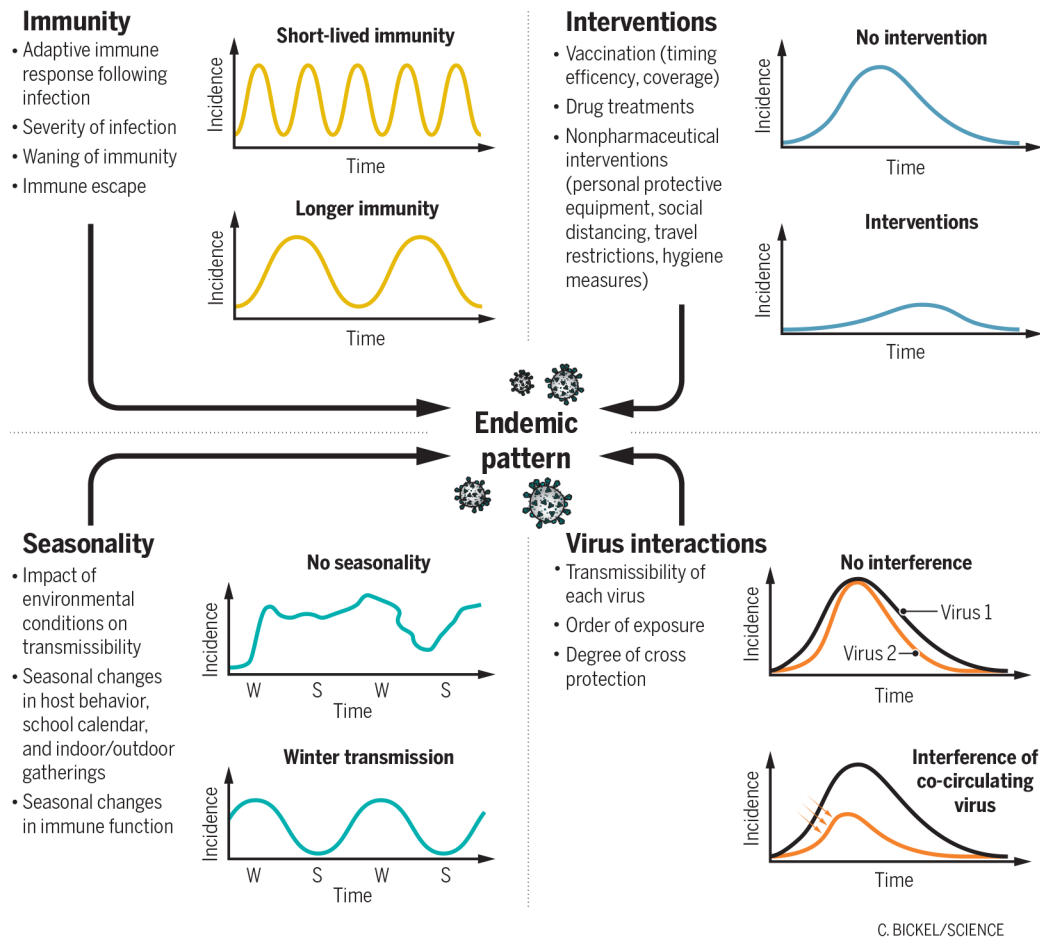 Immunity
• Adaptive immune
response following
infection
• Severity of infection
• Waning of immunity
• Immune escape
Short-lived immunity
Incidence
Time
Longer immunity
Incidence
Time
Interventions
• Vaccination (timing
efficency, coverage)
• Drug treatments
• Nonpharmaceutical
interventions
(personal protective
equipment, social
distancing, travel
restrictions, hygiene
measures)
No intervention
Incidence
Time
Interventions
Incidence
Time
Endemic
pattern
Seasonality
• Impact of
environmental
conditions on
transmissibility
• Seasonal changes
in host behavior,
school calendar,
and indoor/outdoor
gatherings
• Seasonal changes
in immune function
No seasonality
Incidence
W S W S
Time
Winter transmission
Incidence
W S W S
Time
Virus interactions
• Transmissibility of
each virus
• Order of exposure
• Degree of cross
protection
No interference
Incidence
Virus 1
Virus 2
Time
Interference of
co-circulating
virus
Incidence
Time
C. BICKEL/SCIENCE